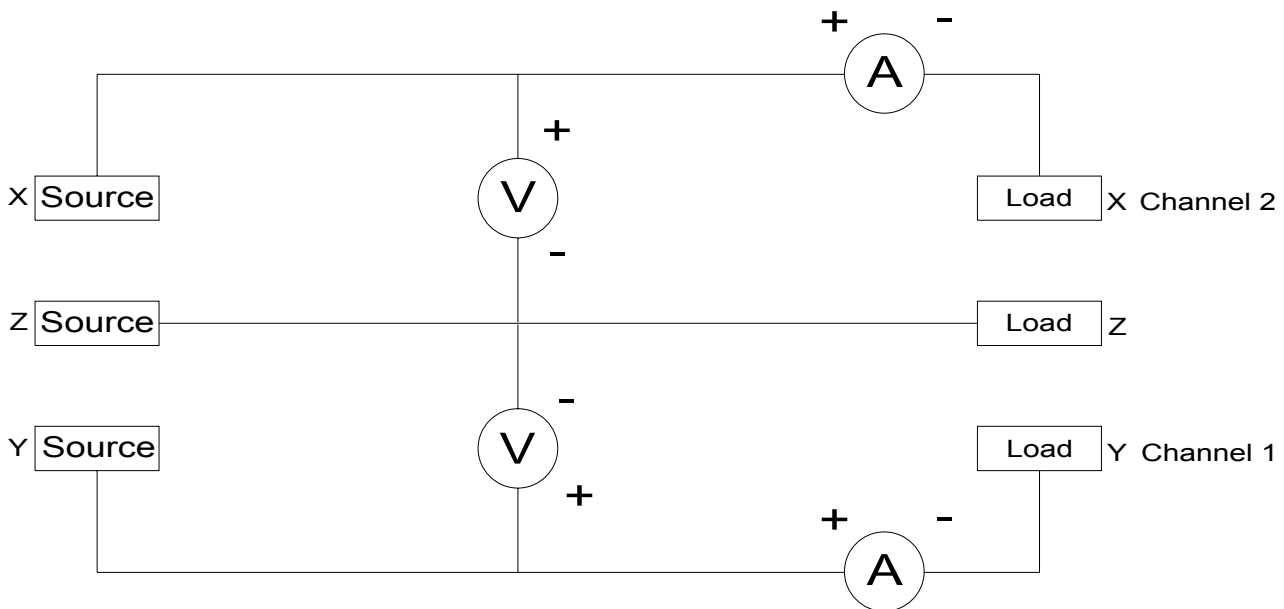 + -
A
+
X Source V Load X Channel 2
-
Z Source Load Z
-
Y Source V Load Y Channel 1
+
+ -
A